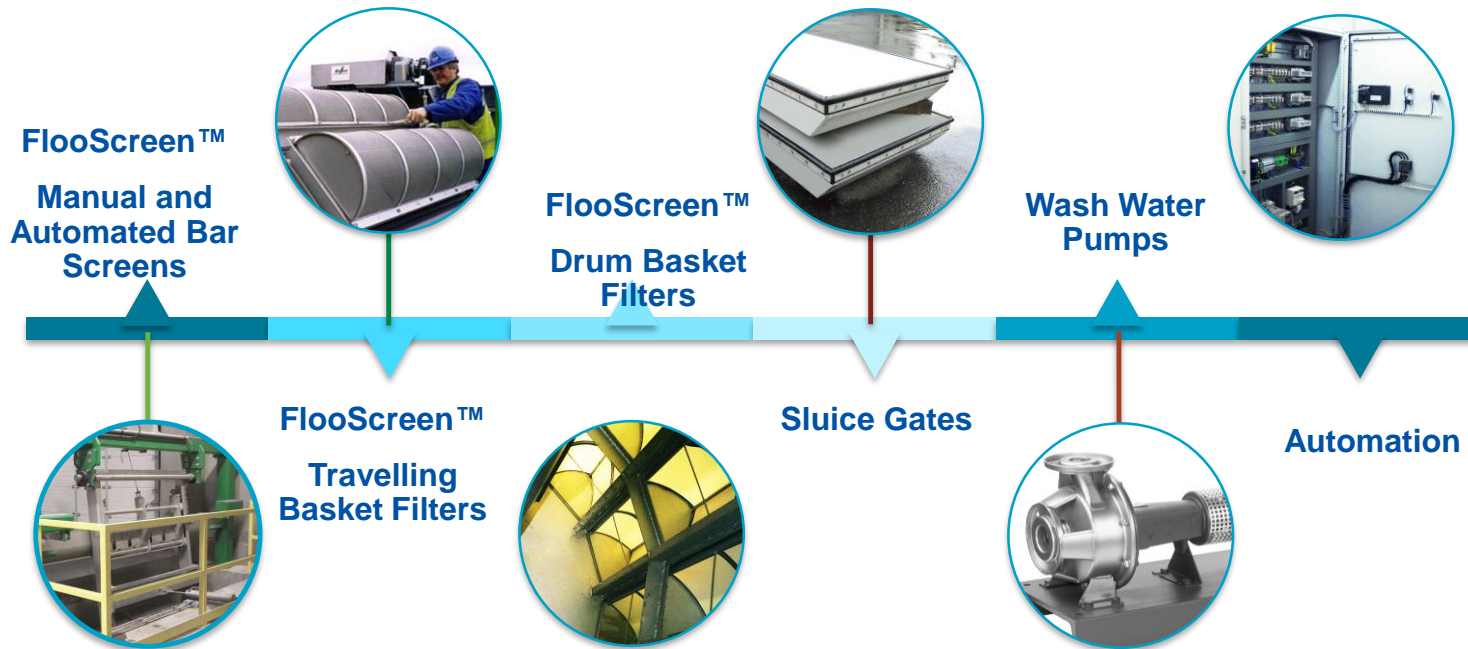 FlooScreen™
Manual and
Automated Bar
Screens
FlooScreen™
Travelling
Basket Filters
FlooScreen™
Drum Basket
Filters
Sluice Gates
Wash Water
Pumps
Automation